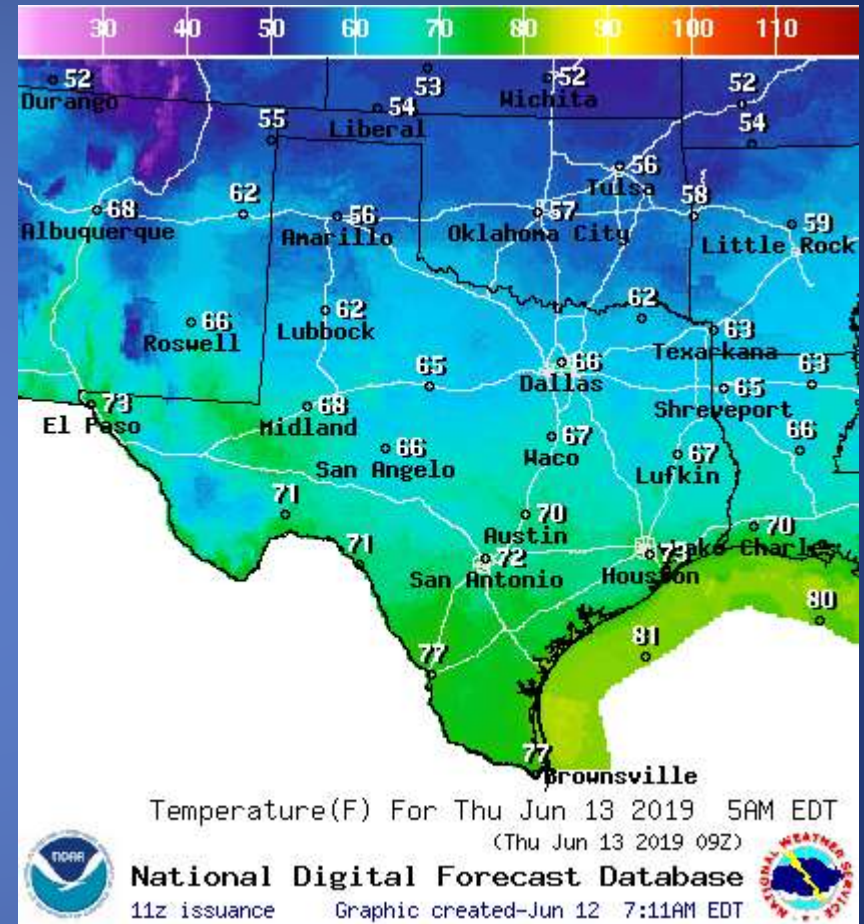 30 40 50 60 70 80 90 100 110
52 Durango
53
52 Wichita
52
54 Liberal
54
55
56 Tulsa
68 Albuquerque
62
56 Amarillo
57 Oklahoma City
58
59 Little Rock
66 Roswell
62 Lubbock
62
63 Texarkana
65
66 Dallas
65 Shreveport
63
73 El Paso
68 Midland
66 San Angelo
67 Waco
67 Lufkin
66
71
70 Austin
70 Lake Charles
71
72 San Antonio
73 Houston
80
81
77
77 Brownsville
Temperature(F) For Thu Jun 13 2019 5AM EDT
(Thu Jun 13 2019 09Z)
NOAA
National Digital Forecast Database
11z issuance Graphic created-Jun 12 7:11AM EDT
NATIONAL WEATHER SERVICE